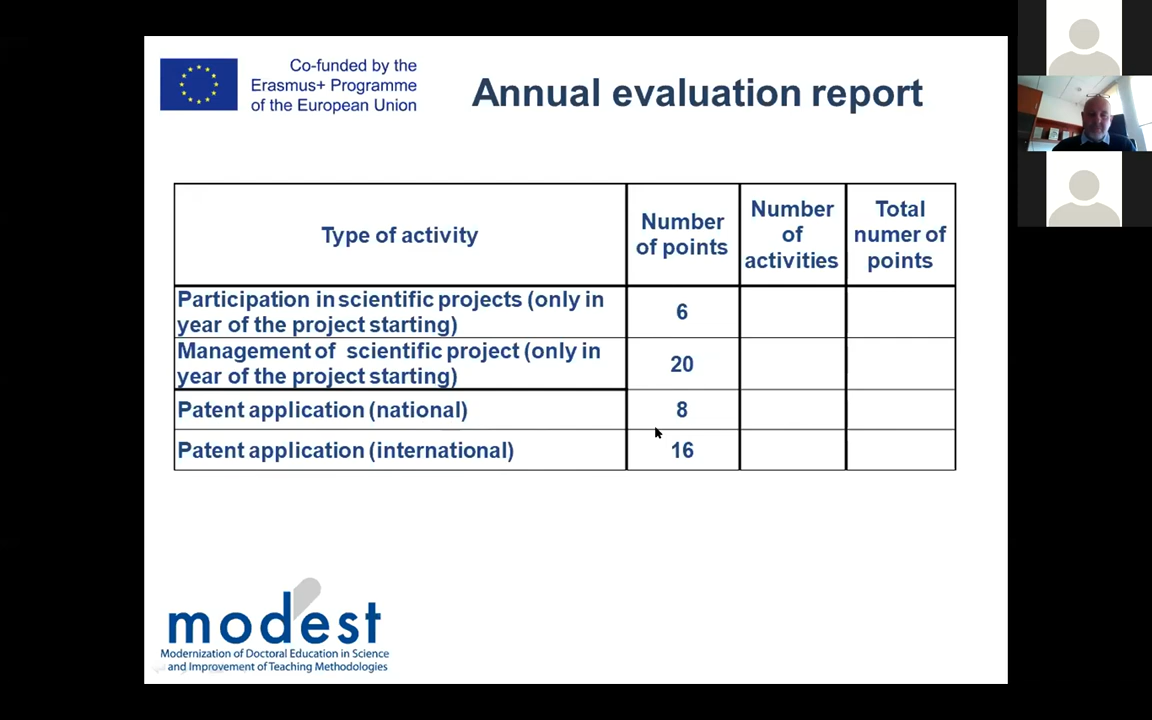 Co-funded by the
Erasmus+ Programme
of the European Union
Annual evaluation report
Type of activity
Number
of points
Number
of
activities
Total
numer of
points
Participation in scientific projects (only in
year of the project starting)
6
Management of scientific project (only in
year of the project starting)
20
Patent application (national)
8
Patent application (international)
16
modest
Modernization of Doctoral Education in Science
and Improvement of Teaching Methodologies